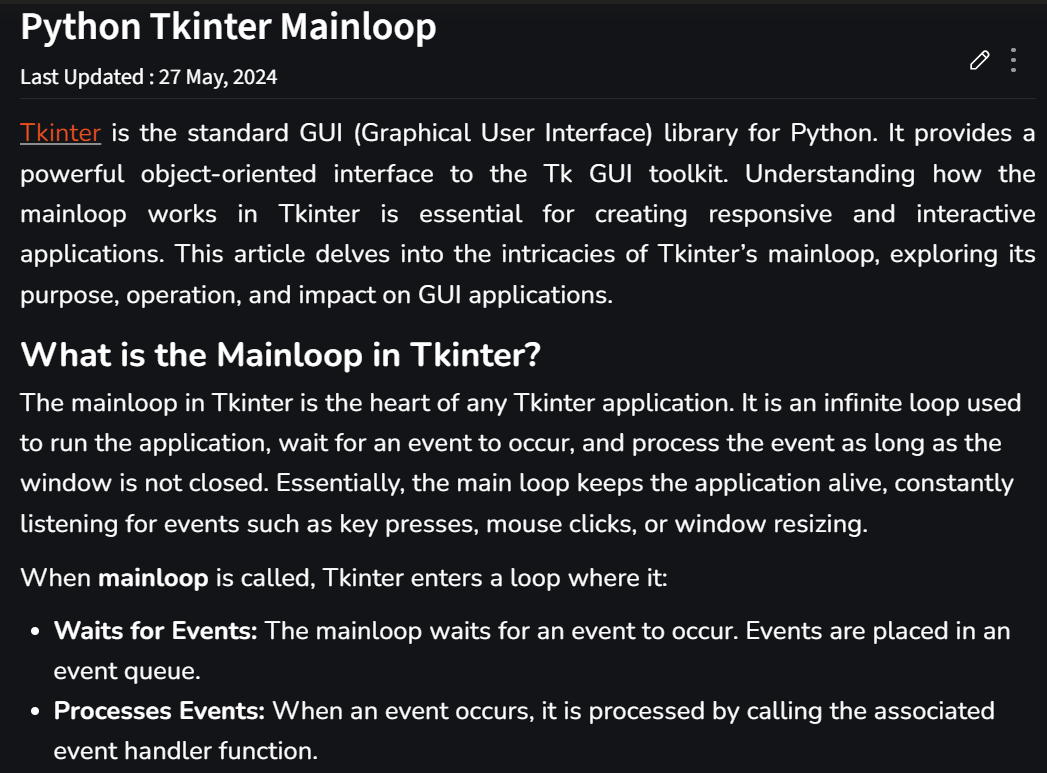 Python Tkinter Mainloop
Last Updated : 27 May, 2024
Tkinter is the standard GUI (Graphical User Interface) library for Python. It provides a
powerful object-oriented interface to the Tk GUI toolkit. Understanding how the
mainloop works in Tkinter is essential for creating responsive and interactive
applications. This article delves into the intricacies of Tkinter’s mainloop, exploring its
purpose, operation, and impact on GUI applications.
What is the Mainloop in Tkinter?
The mainloop in Tkinter is the heart of any Tkinter application. It is an infinite loop used
to run the application, wait for an event to occur, and process the event as long as the
window is not closed. Essentially, the main loop keeps the application alive, constantly
listening for events such as key presses, mouse clicks, or window resizing.
When mainloop is called, Tkinter enters a loop where it:
• Waits for Events: The mainloop waits for an event to occur. Events are placed in an
event queue.
• Processes Events: When an event occurs, it is processed by calling the associated
event handler function.